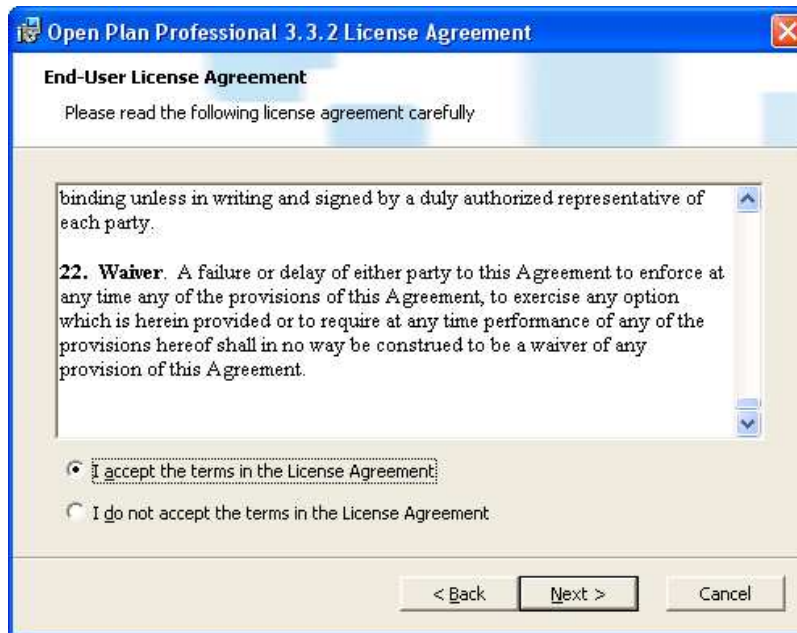 Open Plan Professional 3.3.2 License Agreement
End-User License Agreement
Please read the following license agreement carefully
binding unless in writing and signed by a duly authorized representative of
each party.
22. Waiver. A failure or delay of either party to this Agreement to enforce at
any time any of the provisions of this Agreement, to exercise any option
which is herein provided or to require at any time performance of any of the
provisions hereof shall in no way be construed to be a waiver of any
provision of this Agreement.
I accept the terms in the License Agreement
I do not accept the terms in the License Agreement
< Back Next > Cancel